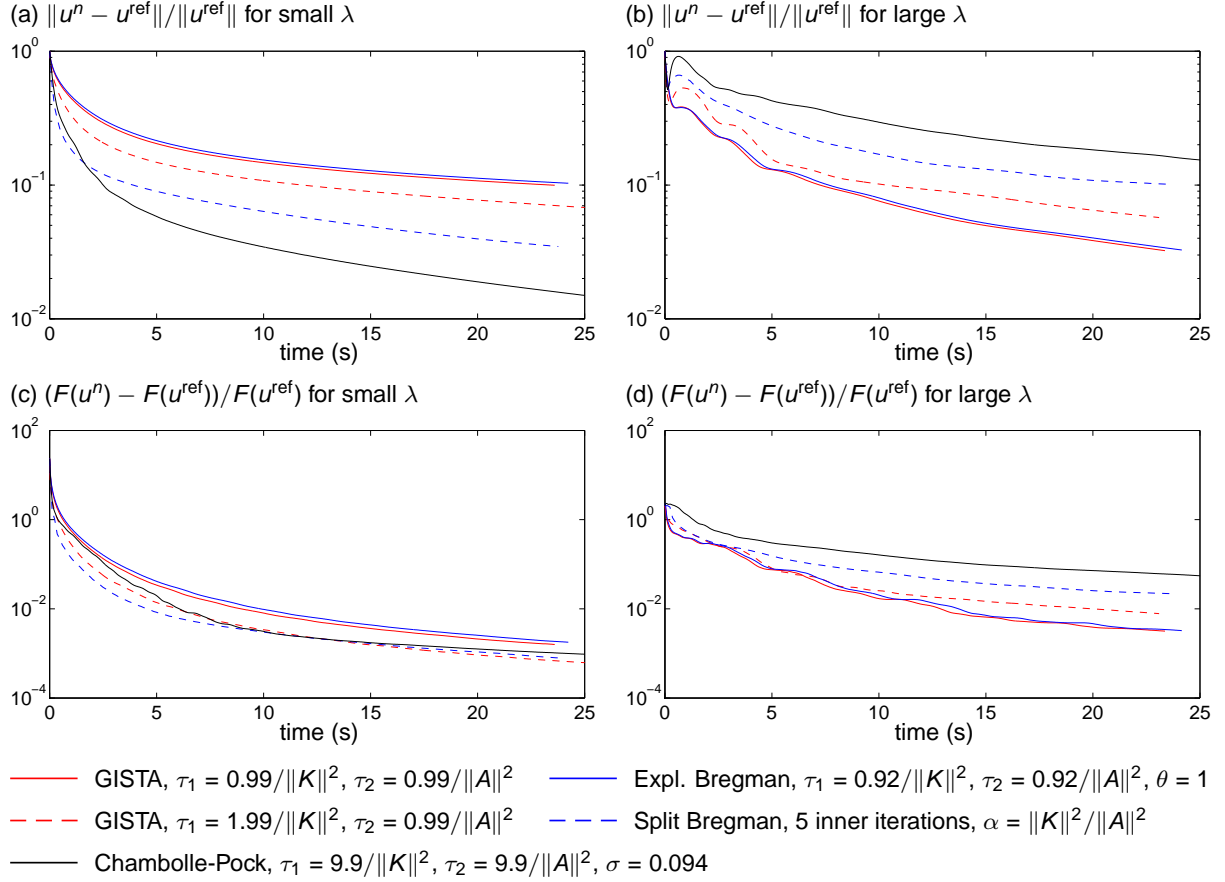 (a) ‖uⁿ − u^ref‖/‖u^ref‖ for small λ
10^0
10^−1
10^−2
0 5 10 15 20 25
time (s)
(b) ‖uⁿ − u^ref‖/‖u^ref‖ for large λ
10^0
10^−1
10^−2
0 5 10 15 20 25
time (s)
(c) (F(uⁿ) − F(u^ref))/F(u^ref) for small λ
10^2
10^0
10^−2
10^−4
0 5 10 15 20 25
time (s)
(d) (F(uⁿ) − F(u^ref))/F(u^ref) for large λ
10^2
10^0
10^−2
10^−4
0 5 10 15 20 25
time (s)
GISTA, τ₁ = 0.99/‖K‖², τ₂ = 0.99/‖A‖²
Expl. Bregman, τ₁ = 0.92/‖K‖², τ₂ = 0.92/‖A‖², θ = 1
GISTA, τ₁ = 1.99/‖K‖², τ₂ = 0.99/‖A‖²
Split Bregman, 5 inner iterations, α = ‖K‖²/‖A‖²
Chambolle-Pock, τ₁ = 9.9/‖K‖², τ₂ = 9.9/‖A‖², σ = 0.094